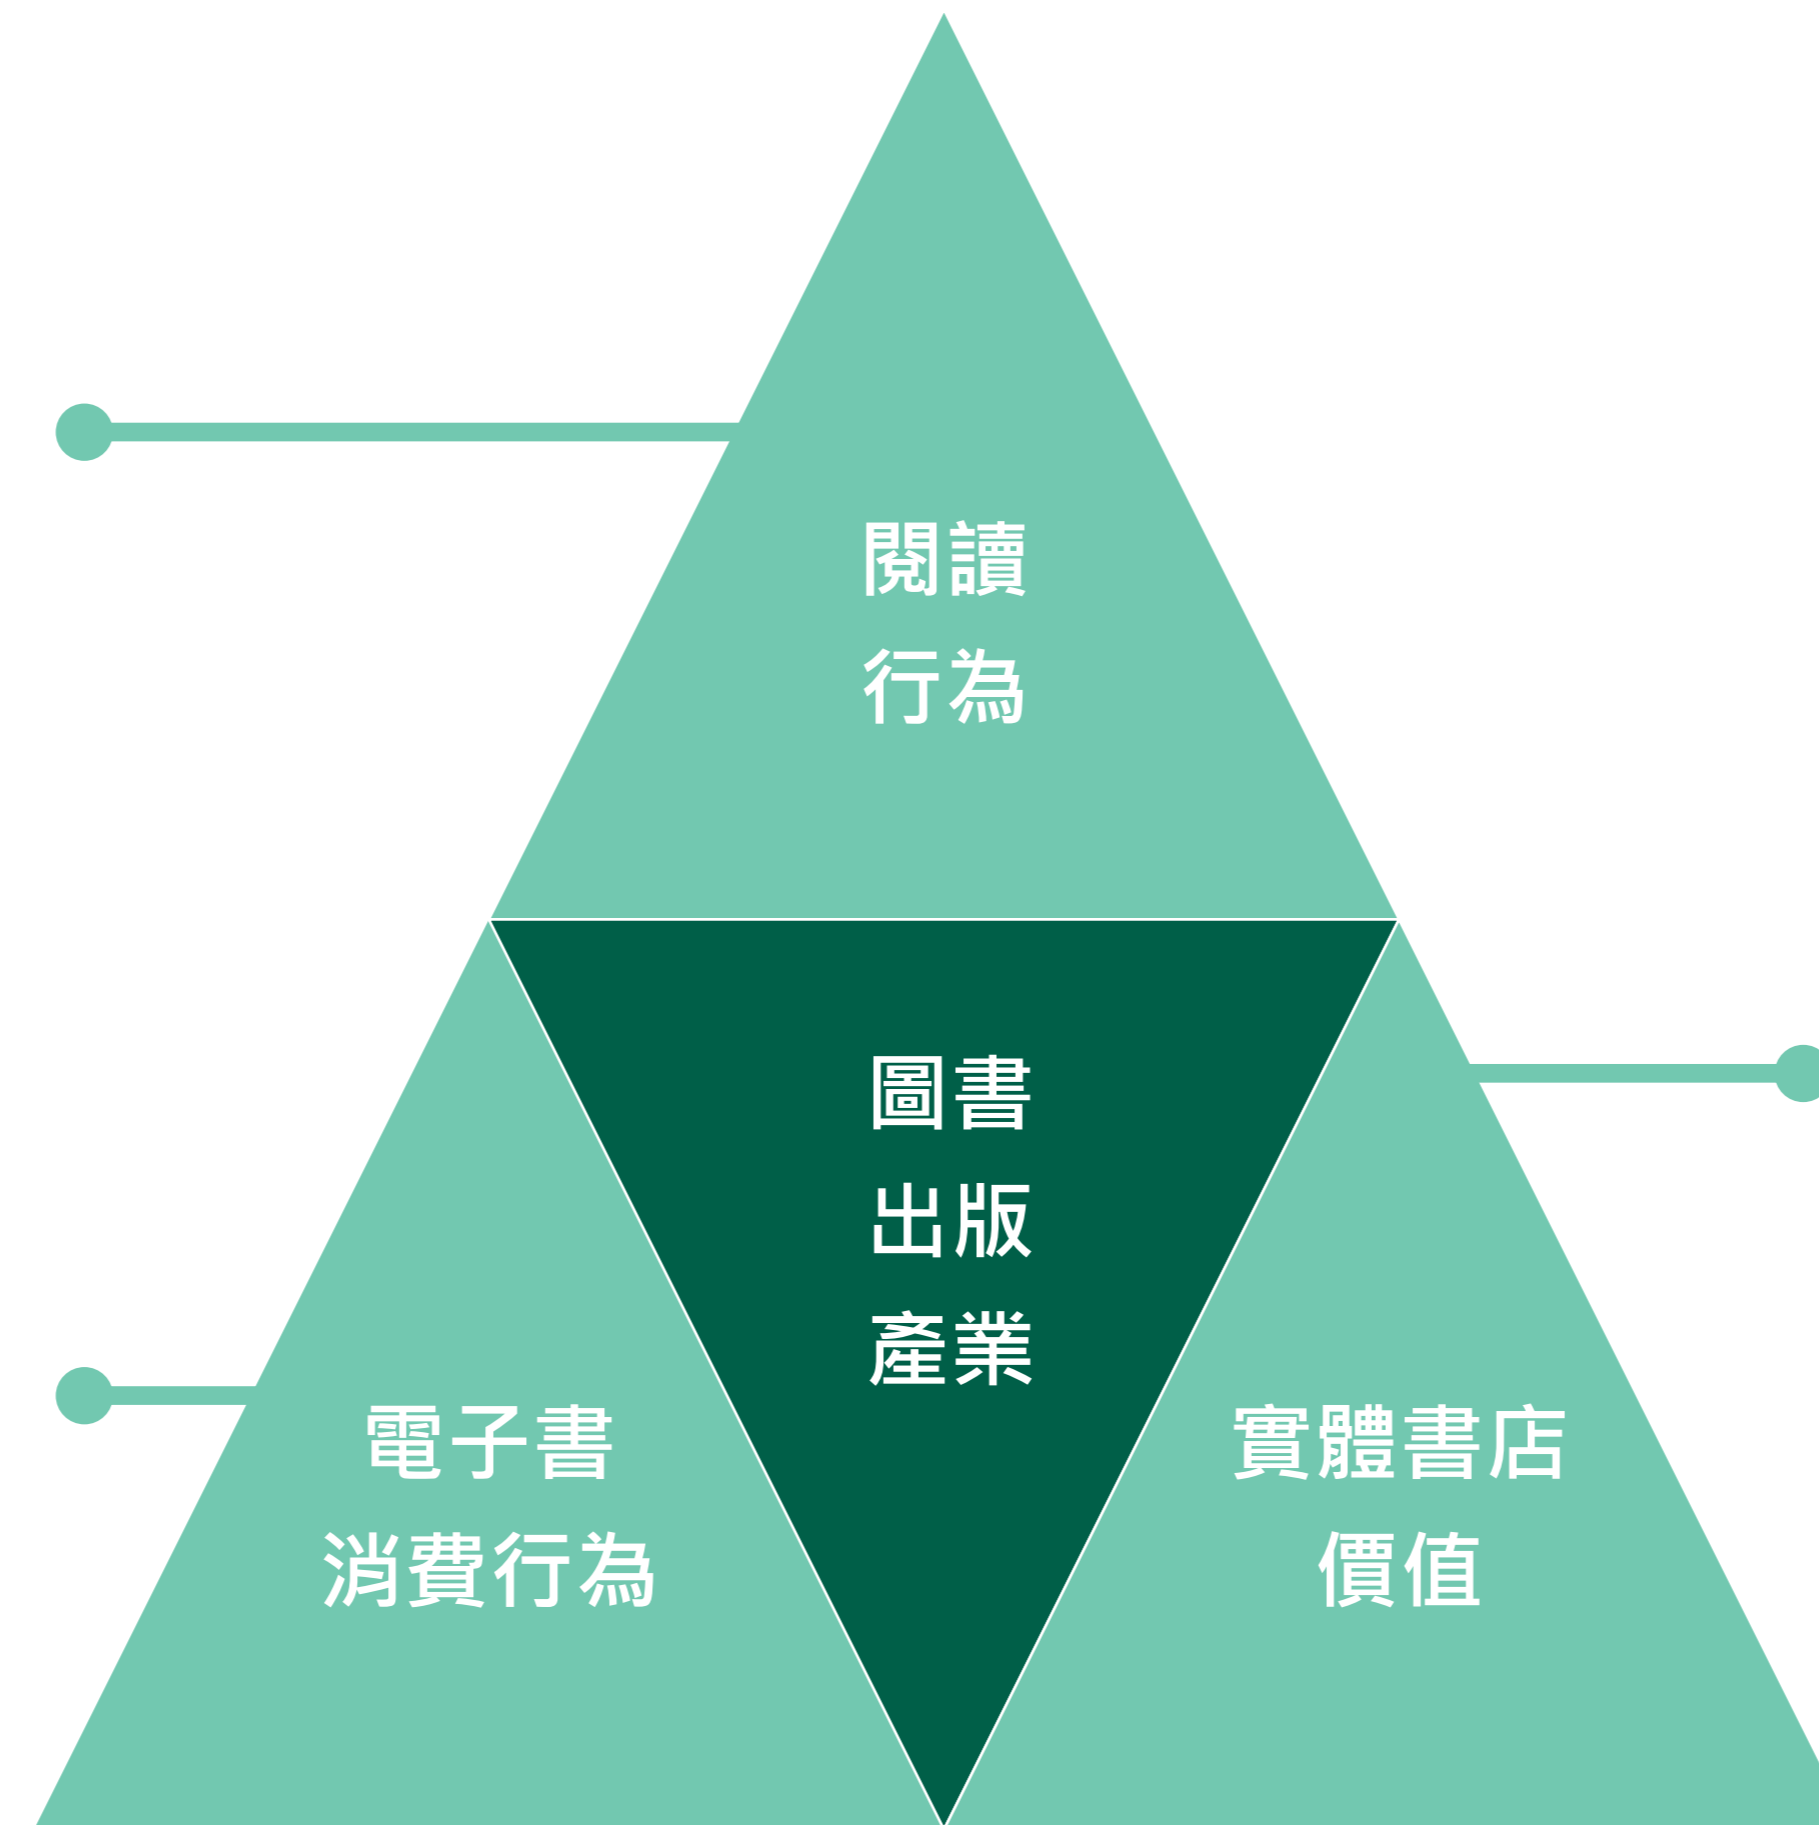 閱讀
行為
圖書
出版
產業
電子書
消費行為
實體書店
價值